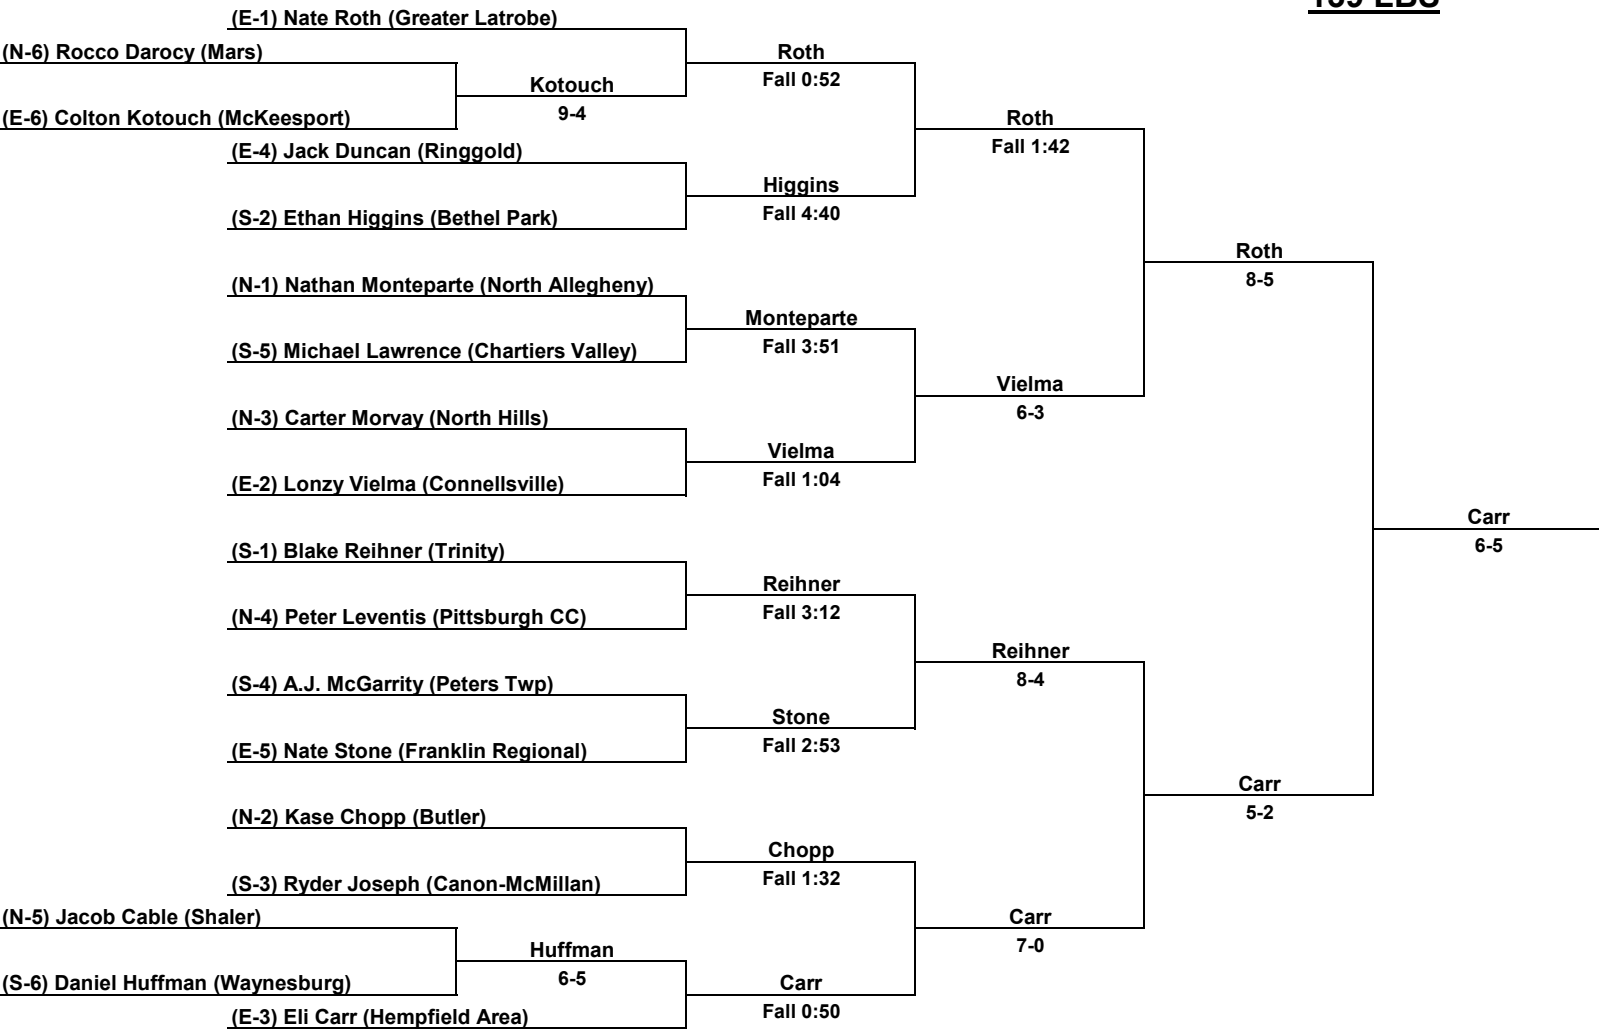 (E-1) Nate Roth (Greater Latrobe)
(N-6) Rocco Darocy (Mars)
Roth
Kotouch
Fall 0:52
9-4
(E-6) Colton Kotouch (McKeesport)
Roth
(E-4) Jack Duncan (Ringgold)
Fall 1:42
Higgins
(S-2) Ethan Higgins (Bethel Park)
Fall 4:40
Roth
8-5
(N-1) Nathan Monteparte (North Allegheny)
Monteparte
(S-5) Michael Lawrence (Chartiers Valley)
Fall 3:51
Vielma
6-3
(N-3) Carter Morvay (North Hills)
Vielma
(E-2) Lonzy Vielma (Connellsville)
Fall 1:04
Carr
6-5
(S-1) Blake Reihner (Trinity)
Reihner
(N-4) Peter Leventis (Pittsburgh CC)
Fall 3:12
Reihner
8-4
(S-4) A.J. McGarrity (Peters Twp)
Stone
(E-5) Nate Stone (Franklin Regional)
Fall 2:53
Carr
5-2
(N-2) Kase Chopp (Butler)
Chopp
(S-3) Ryder Joseph (Canon-McMillan)
Fall 1:32
(N-5) Jacob Cable (Shaler)
Carr
7-0
Huffman
6-5
(S-6) Daniel Huffman (Waynesburg)
Carr
Fall 0:50
(E-3) Eli Carr (Hempfield Area)